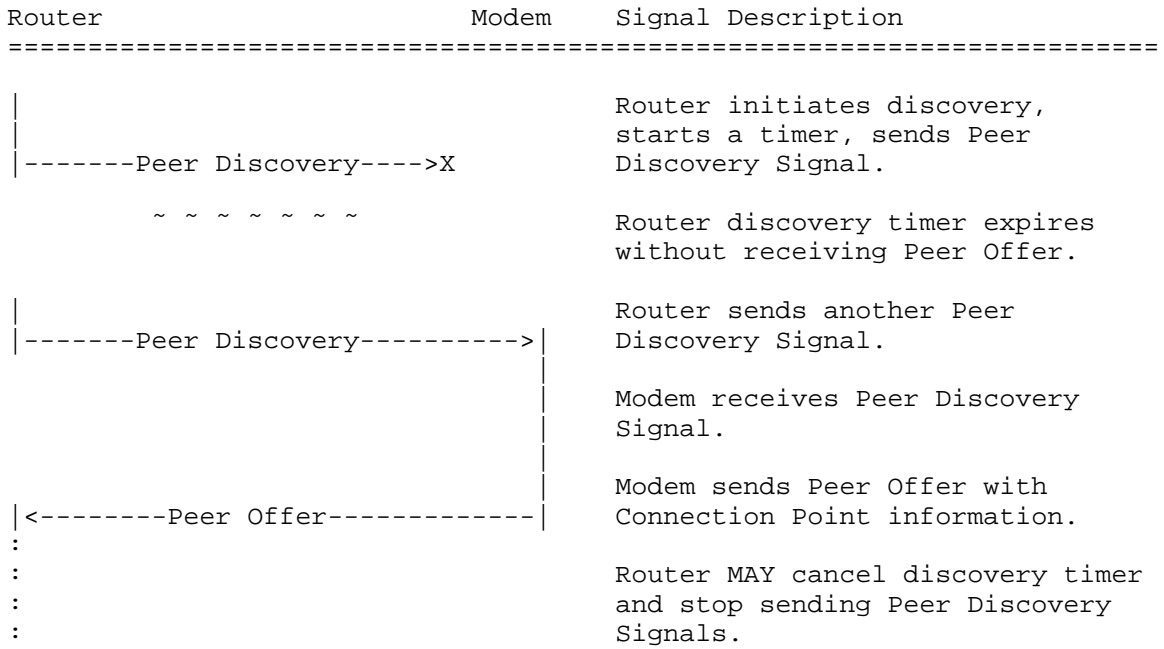 Router                       Modem    Signal Description
========================================================================

|                                     Router initiates discovery,
|                                     starts a timer, sends Peer
|-------Peer Discovery---->X          Discovery Signal.

         ~ ~ ~ ~ ~ ~ ~                Router discovery timer expires
                                      without receiving Peer Offer.

|                                     Router sends another Peer
|-------Peer Discovery---------->|    Discovery Signal.
                                 |
                                 |    Modem receives Peer Discovery
                                 |    Signal.
                                 |
                                 |    Modem sends Peer Offer with
|<--------Peer Offer-------------|    Connection Point information.
:
:                                     Router MAY cancel discovery timer
:                                     and stop sending Peer Discovery
:                                     Signals.